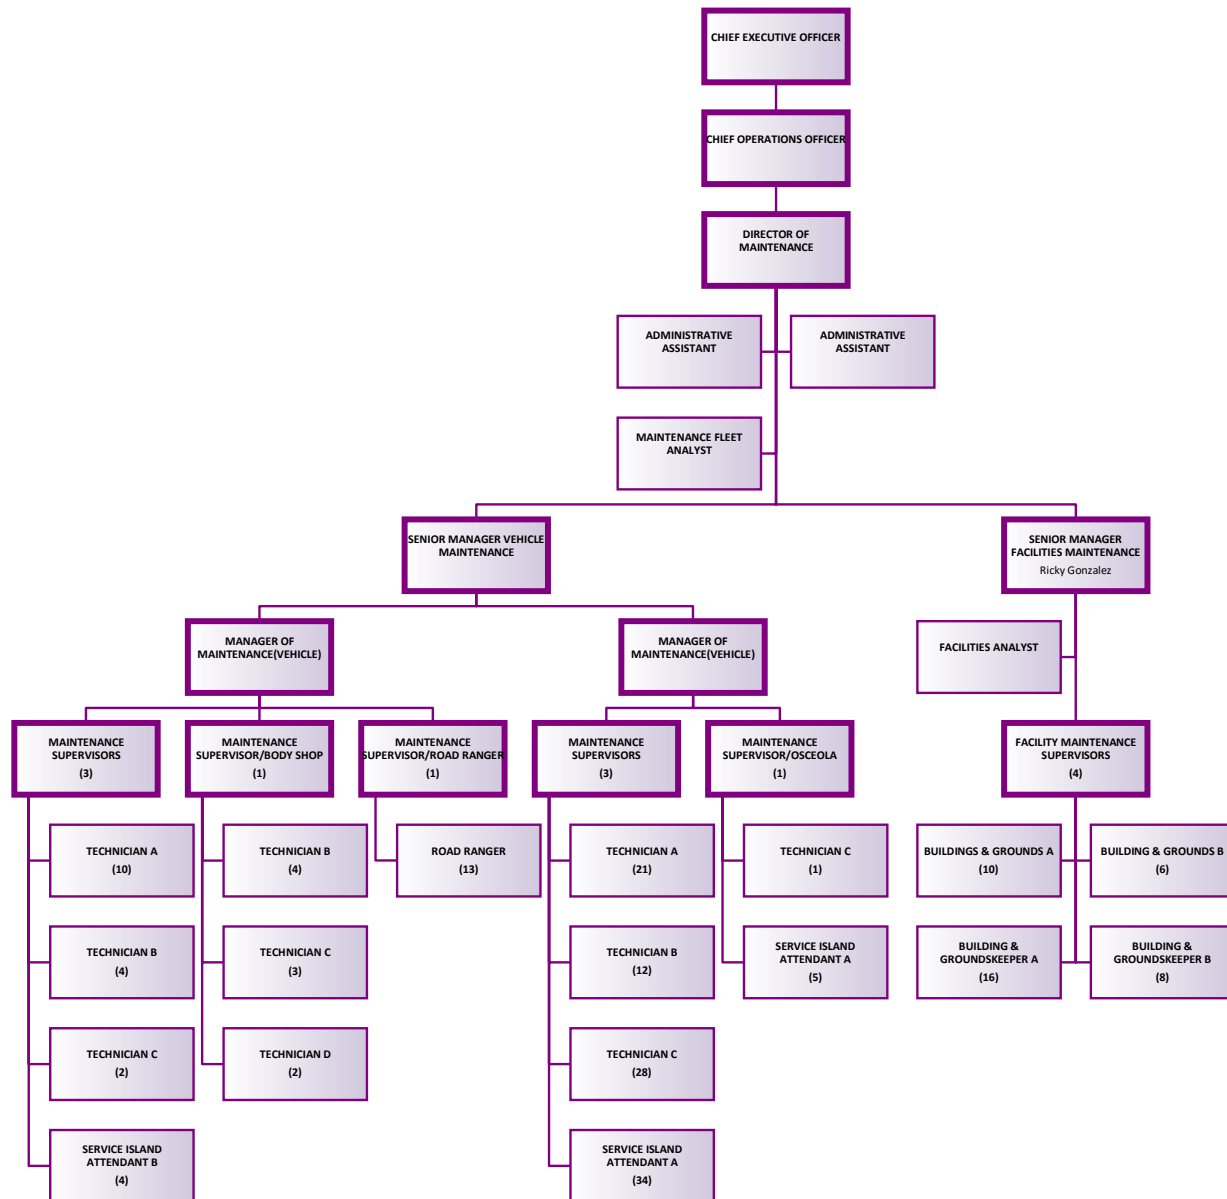 CHIEF EXECUTIVE OFFICER
CHIEF OPERATIONS OFFICER
DIRECTOR OF
MAINTENANCE
ADMINISTRATIVE
ASSISTANT
ADMINISTRATIVE
ASSISTANT
MAINTENANCE FLEET
ANALYST
SENIOR MANAGER VEHICLE
MAINTENANCE
SENIOR MANAGER
FACILITIES MAINTENANCE
Ricky Gonzalez
MANAGER OF
MAINTENANCE(VEHICLE)
MANAGER OF
MAINTENANCE(VEHICLE)
FACILITIES ANALYST
MAINTENANCE
SUPERVISORS
(3)
MAINTENANCE
SUPERVISOR/BODY SHOP
(1)
MAINTENANCE
SUPERVISOR/ROAD RANGER
(1)
MAINTENANCE
SUPERVISORS
(3)
MAINTENANCE
SUPERVISOR/OSCEOLA
(1)
FACILITY MAINTENANCE
SUPERVISORS
(4)
TECHNICIAN A
(10)
TECHNICIAN B
(4)
ROAD RANGER
(13)
TECHNICIAN A
(21)
TECHNICIAN C
(1)
BUILDINGS & GROUNDS A
(10)
BUILDING & GROUNDS B
(6)
TECHNICIAN B
(4)
TECHNICIAN C
(3)
TECHNICIAN B
(12)
SERVICE ISLAND
ATTENDANT A
(5)
BUILDING &
GROUNDSKEEPER A
(16)
BUILDING &
GROUNDSKEEPER B
(8)
TECHNICIAN C
(2)
TECHNICIAN D
(2)
TECHNICIAN C
(28)
SERVICE ISLAND
ATTENDANT B
(4)
SERVICE ISLAND
ATTENDANT A
(34)